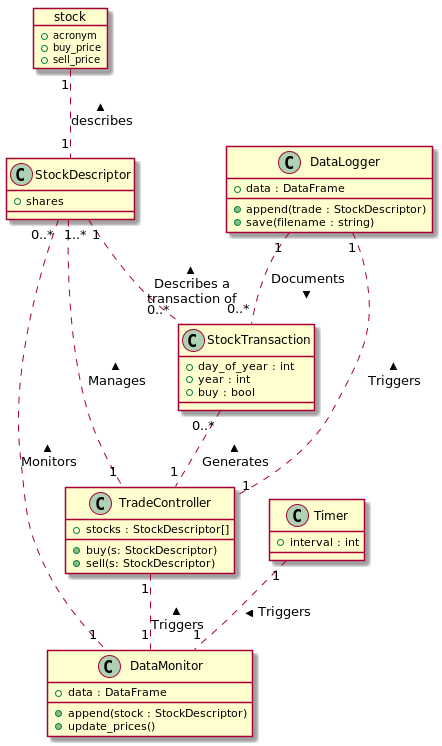 stock
acronym
buy_price
sell_price
1
▲
describes
1
C StockDescriptor
shares
C DataLogger
data : DataFrame
append(trade : StockDescriptor)
save(filename : string)
0..* 1..* 1
1 1
▲
Describes a
transaction of
0..*
Documents
▼
0..*
C StockTransaction
day_of_year : int
year : int
buy : bool
▲
Manages
▲
Triggers
0..*
▲
Monitors
▲
Generates
1 1 1
C TradeController
stocks : StockDescriptor[]
buy(s: StockDescriptor)
sell(s: StockDescriptor)
C Timer
interval : int
1 1
▲
Triggers
◀ Triggers
1 1 1
C DataMonitor
data : DataFrame
append(stock : StockDescriptor)
update_prices()